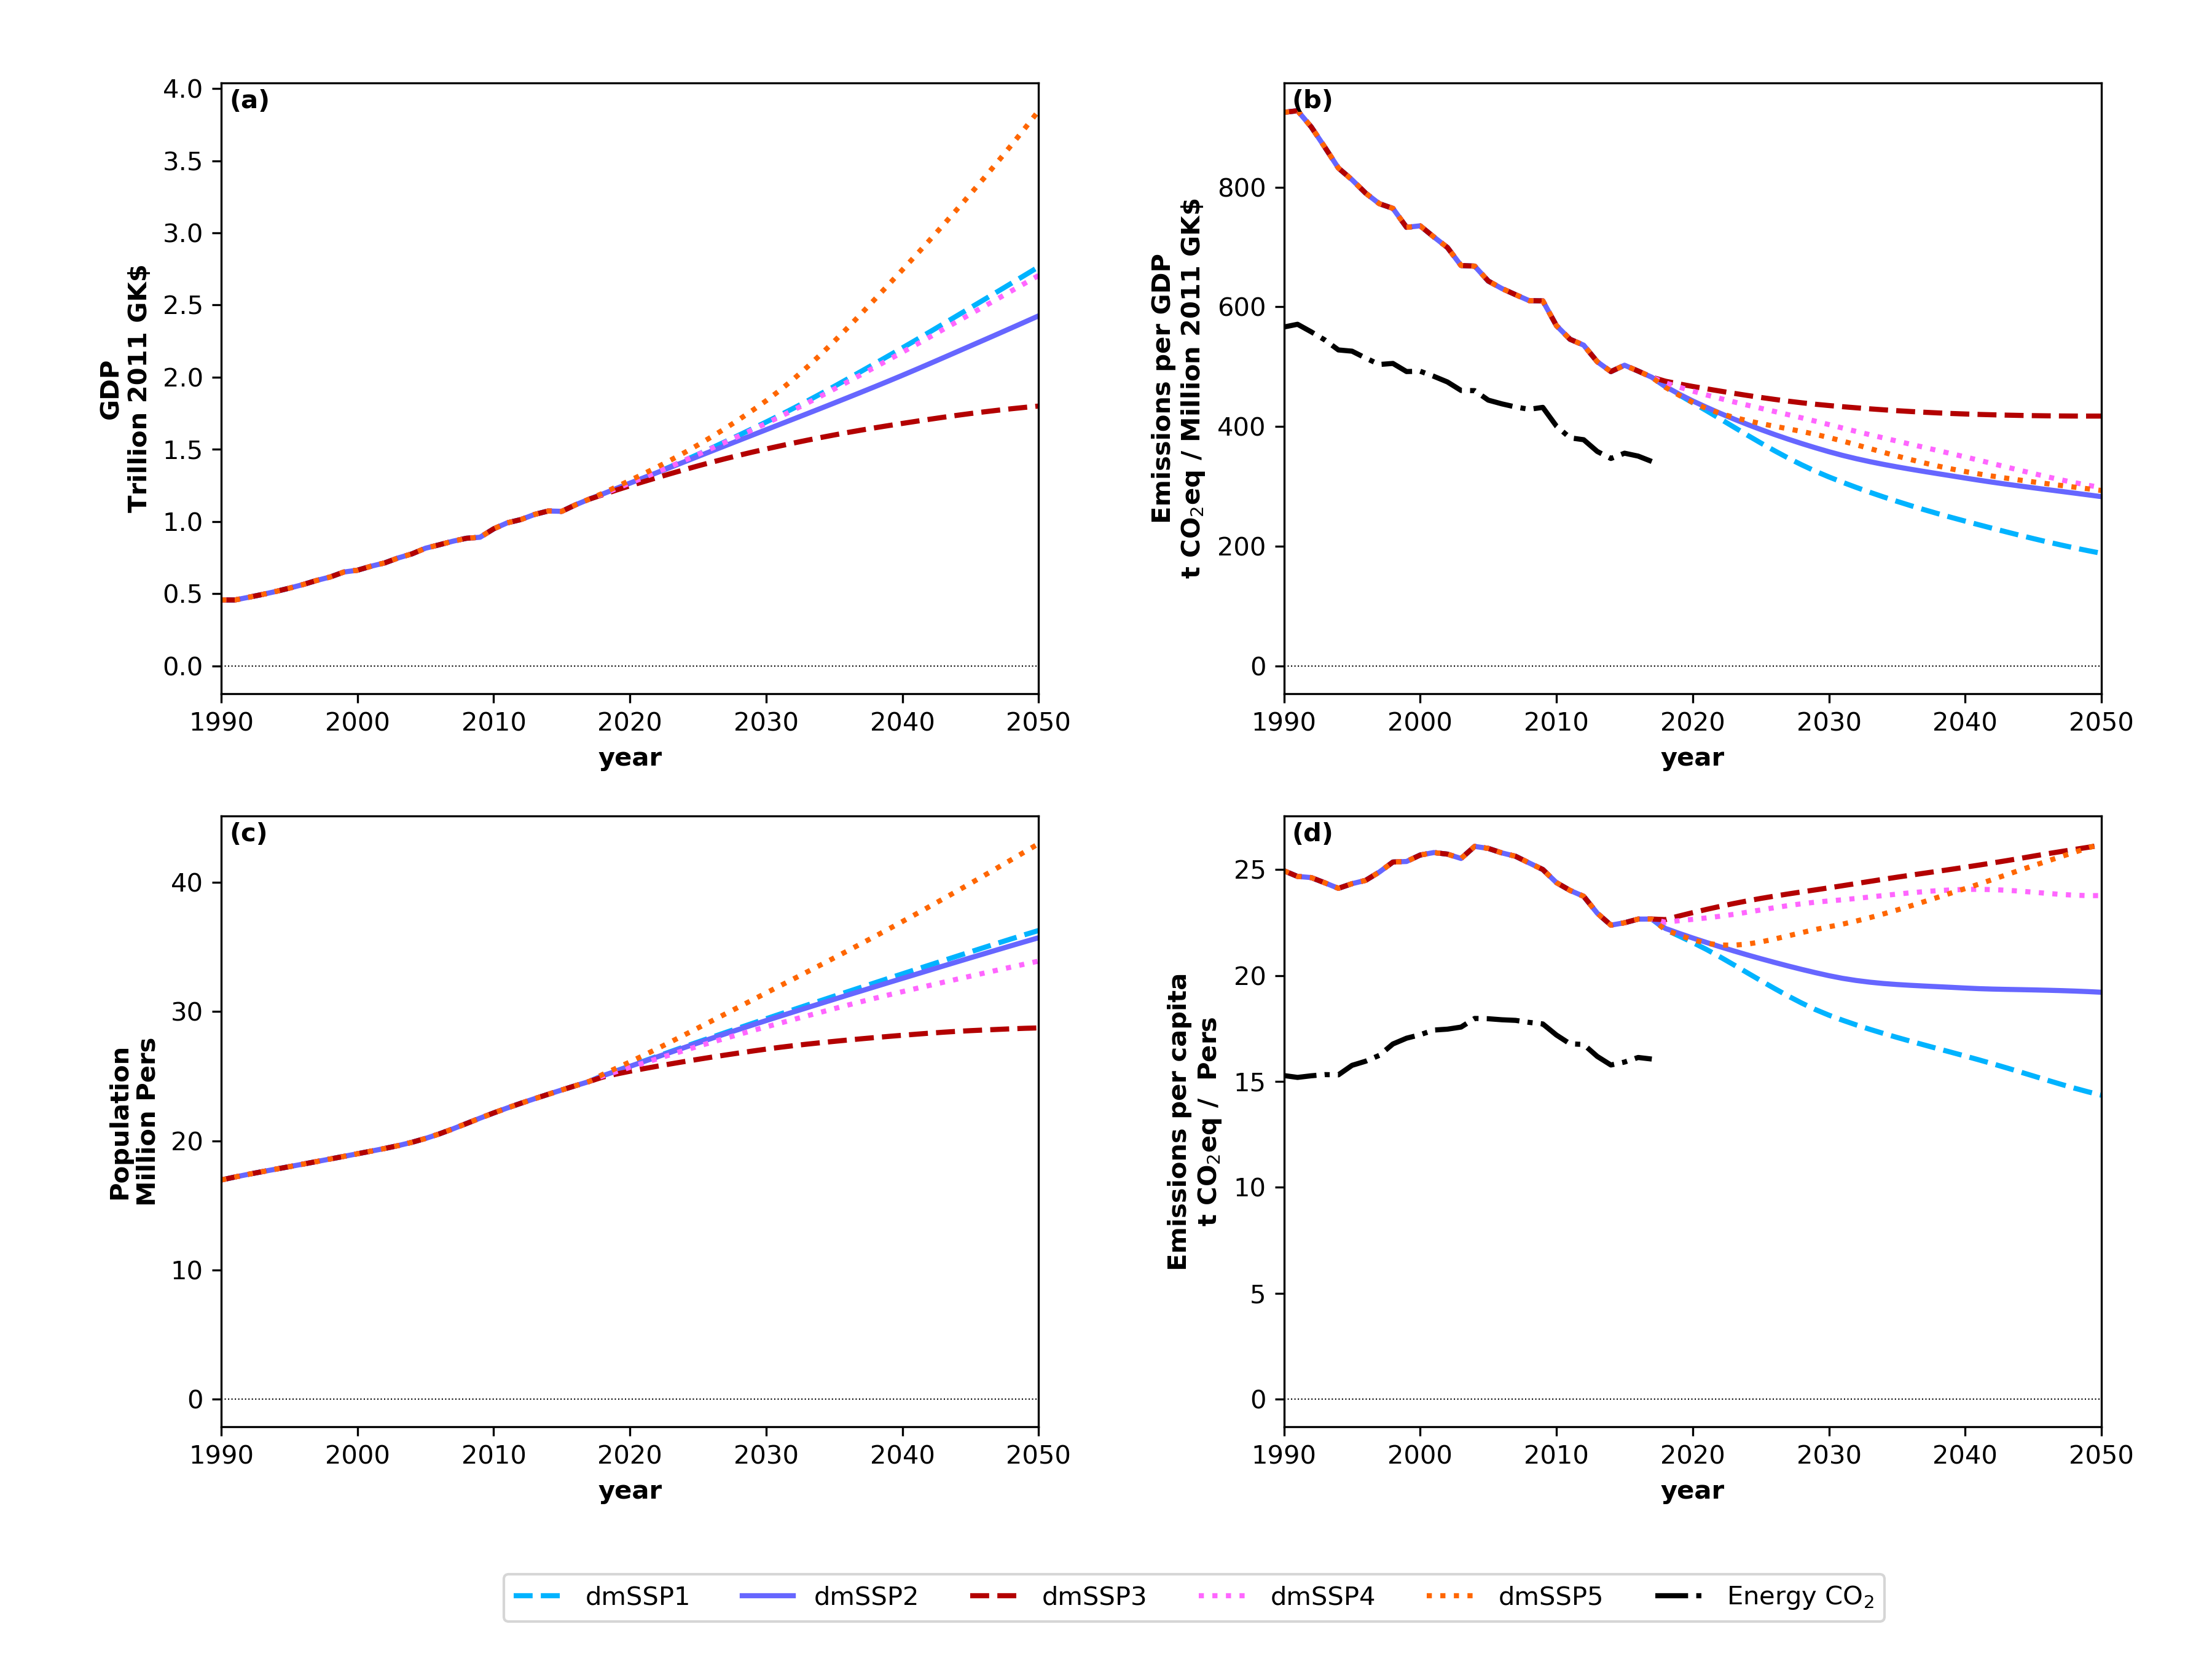 (a)
GDP
Trillion 2011 GK$
4.0
3.5
3.0
2.5
2.0
1.5
1.0
0.5
0.0
1990 2000 2010 2020 2030 2040 2050
year
(b)
Emissions per GDP
t CO₂eq / Million 2011 GK$
800
600
400
200
0
1990 2000 2010 2020 2030 2040 2050
year
(c)
Population
Million Pers
40
30
20
10
0
1990 2000 2010 2020 2030 2040 2050
year
(d)
Emissions per capita
t CO₂eq / Pers
25
20
15
10
5
0
1990 2000 2010 2020 2030 2040 2050
year
dmSSP1 dmSSP2 dmSSP3 dmSSP4 dmSSP5 Energy CO₂